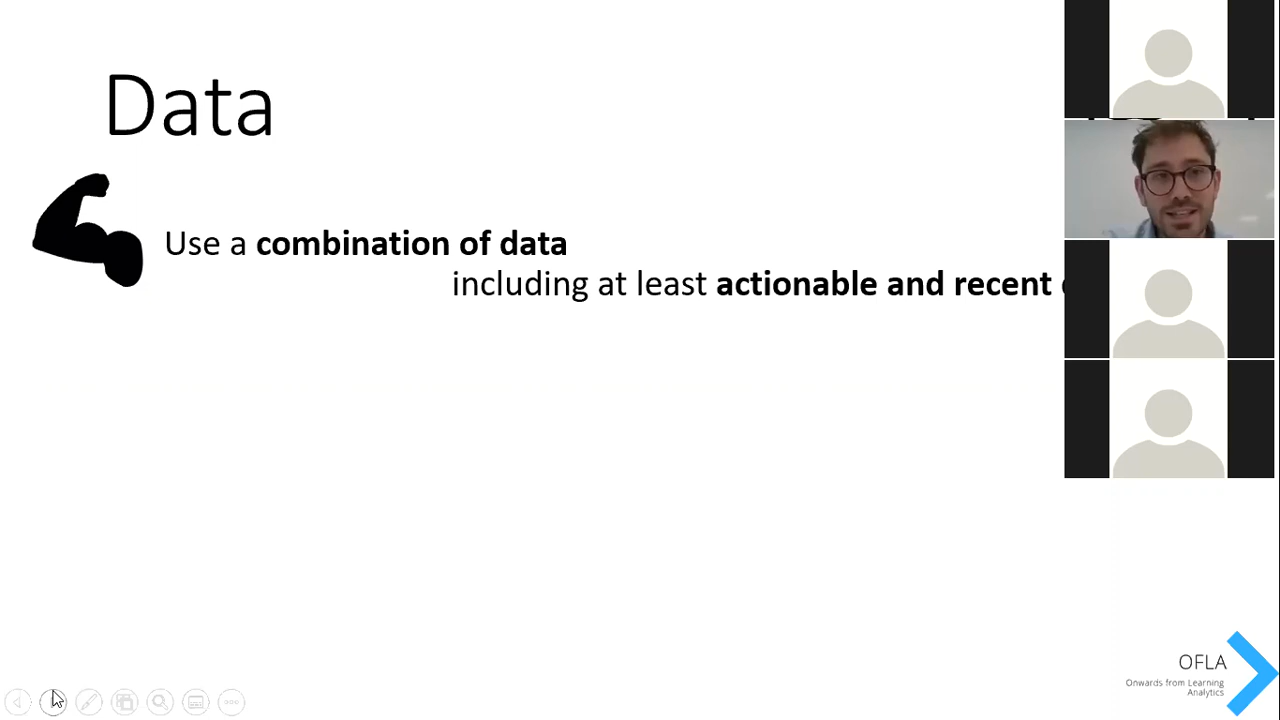 Data
Use a combination of data
including at least actionable and recent
OFLA
Onwards from Learning
Analytics